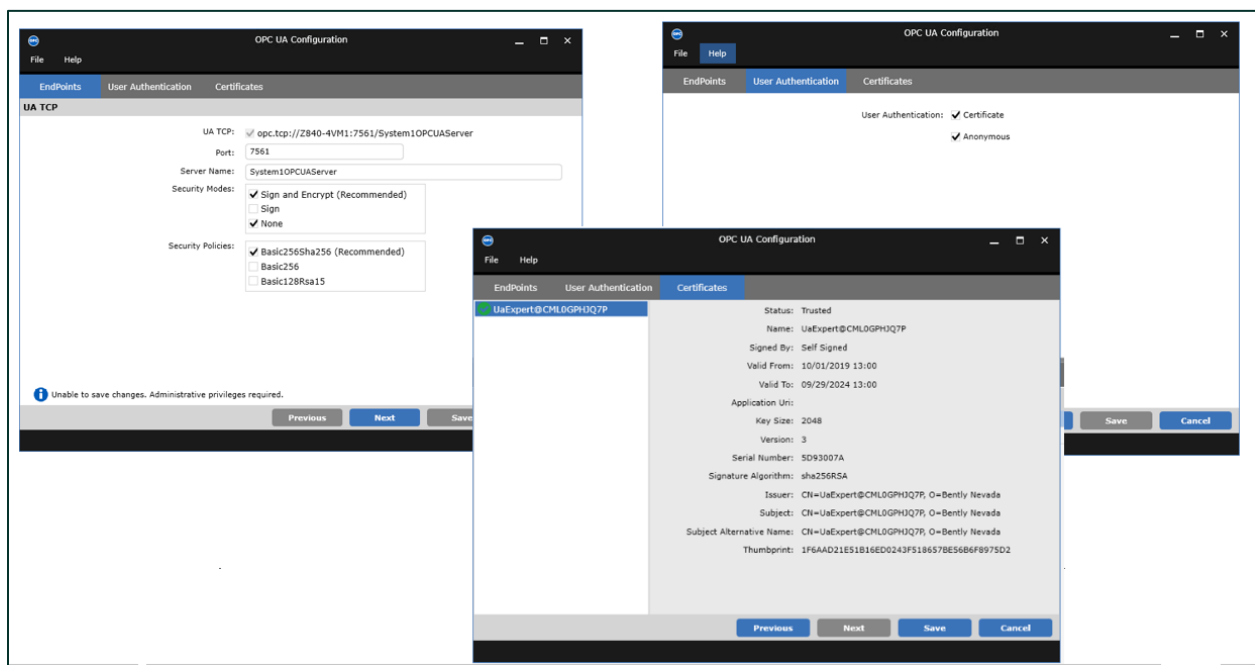 OPC UA Configuration
File Help
EndPoints User Authentication Certificates
UA TCP
UA TCP: opc.tcp://Z840-4VM1:7561/System1OPCUAServer
Port: 7561
Server Name: System1OPCUAServer
Security Modes: Sign and Encrypt (Recommended)
Sign
None
Security Policies: Basic256Sha256 (Recommended)
Basic256
Basic128Rsa15
Unable to save changes. Administrative privileges required.
Previous Next Save
OPC UA Configuration
File Help
EndPoints User Authentication Certificates
User Authentication: Certificate
Anonymous
Save Cancel
OPC UA Configuration
File Help
EndPoints User Authentication Certificates
UaExpert@CML0GPHJQ7P
Status: Trusted
Name: UaExpert@CML0GPHJQ7P
Signed By: Self Signed
Valid From: 10/01/2019 13:00
Valid To: 09/29/2024 13:00
Application Uri:
Key Size: 2048
Version: 3
Serial Number: 5D93007A
Signature Algorithm: sha256RSA
Issuer: CN=UaExpert@CML0GPHJQ7P, O=Bently Nevada
Subject: CN=UaExpert@CML0GPHJQ7P, O=Bently Nevada
Subject Alternative Name: CN=UaExpert@CML0GPHJQ7P, O=Bently Nevada
Thumbprint: 1F6AAD21E51B16ED0243F518657BE56B6F8975D2
Previous Next Save Cancel